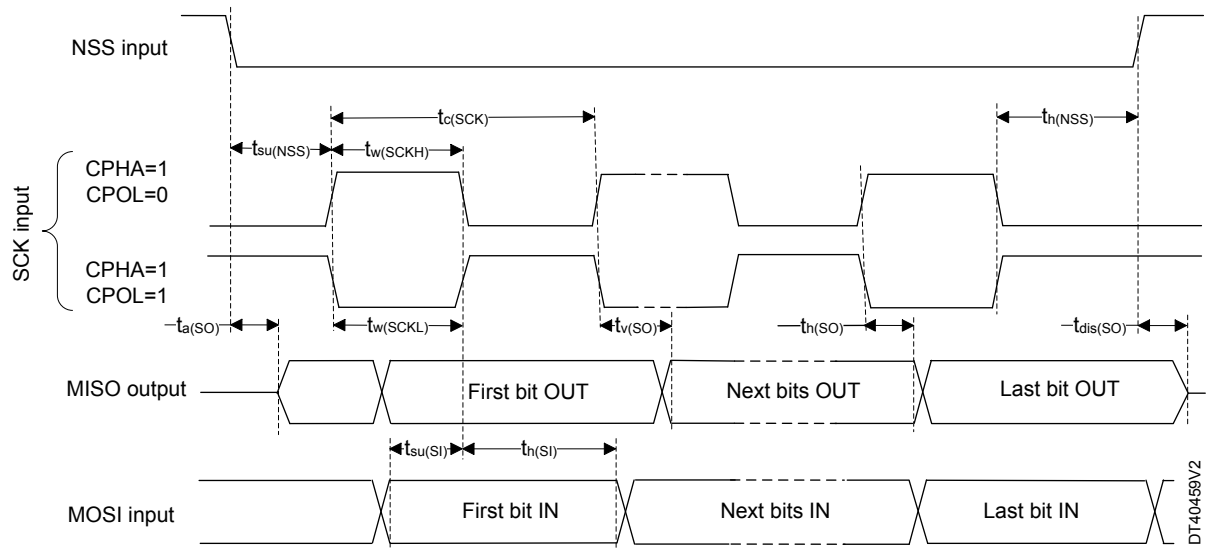 NSS input
tc(SCK)
th(NSS)
tsu(NSS)
tw(SCKH)
SCK input
CPHA=1
CPOL=0
CPHA=1
CPOL=1
ta(SO)
tw(SCKL)
tv(SO)
th(SO)
tdis(SO)
MISO output
First bit OUT
Next bits OUT
Last bit OUT
tsu(SI)
th(SI)
MOSI input
First bit IN
Next bits IN
Last bit IN
DT40459V2